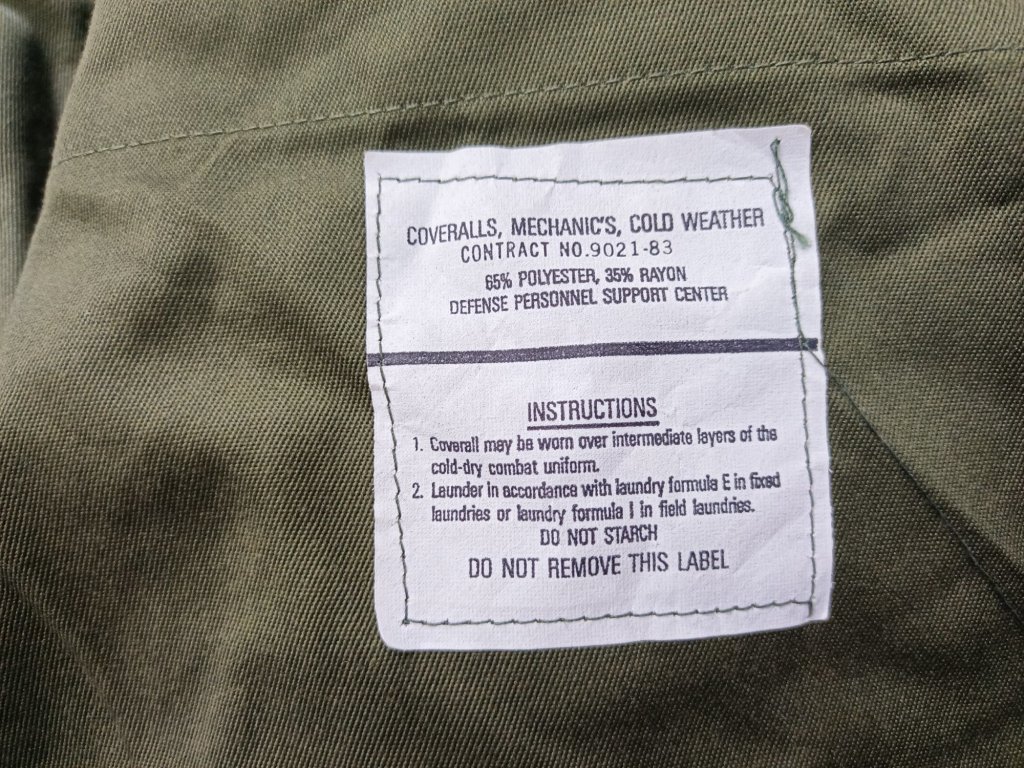 COVERALLS, MECHANIC'S, COLD WEATHER
CONTRACT NO.9021-83
65% POLYESTER, 35% RAYON
DEFENSE PERSONNEL SUPPORT CENTER
INSTRUCTIONS
1. Coverall may be worn over intermediate layers of the
cold-dry combat uniform.
2. Launder in accordance with laundry formula E in fixed
laundries or laundry formula I in field laundries.
DO NOT STARCH
DO NOT REMOVE THIS LABEL